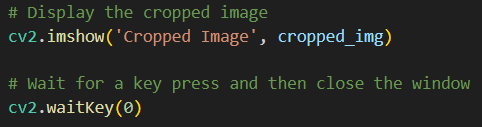 # Display the cropped image
cv2.imshow('Cropped Image', cropped_img)
# Wait for a key press and then close the window
cv2.waitKey(0)